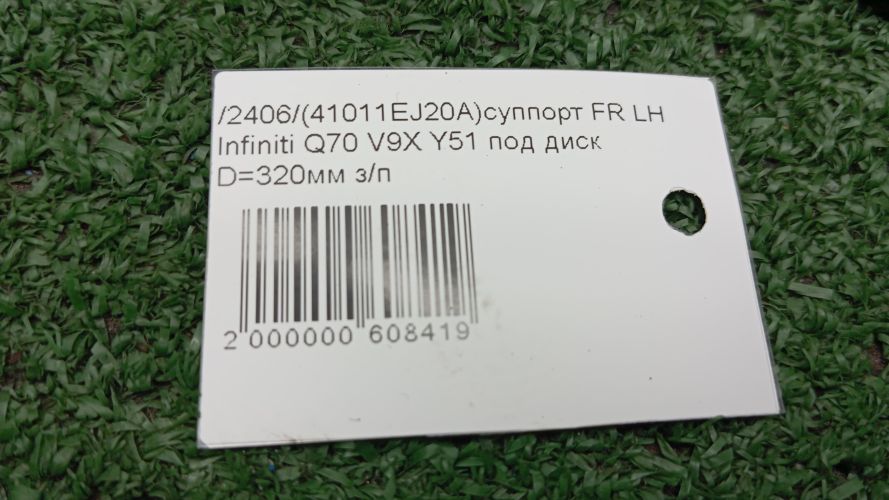 /2406/(41011EJ20A)суппорт FR LH
Infiniti Q70 V9X Y51 под диск
D=320мм з/п
2 000000 608419